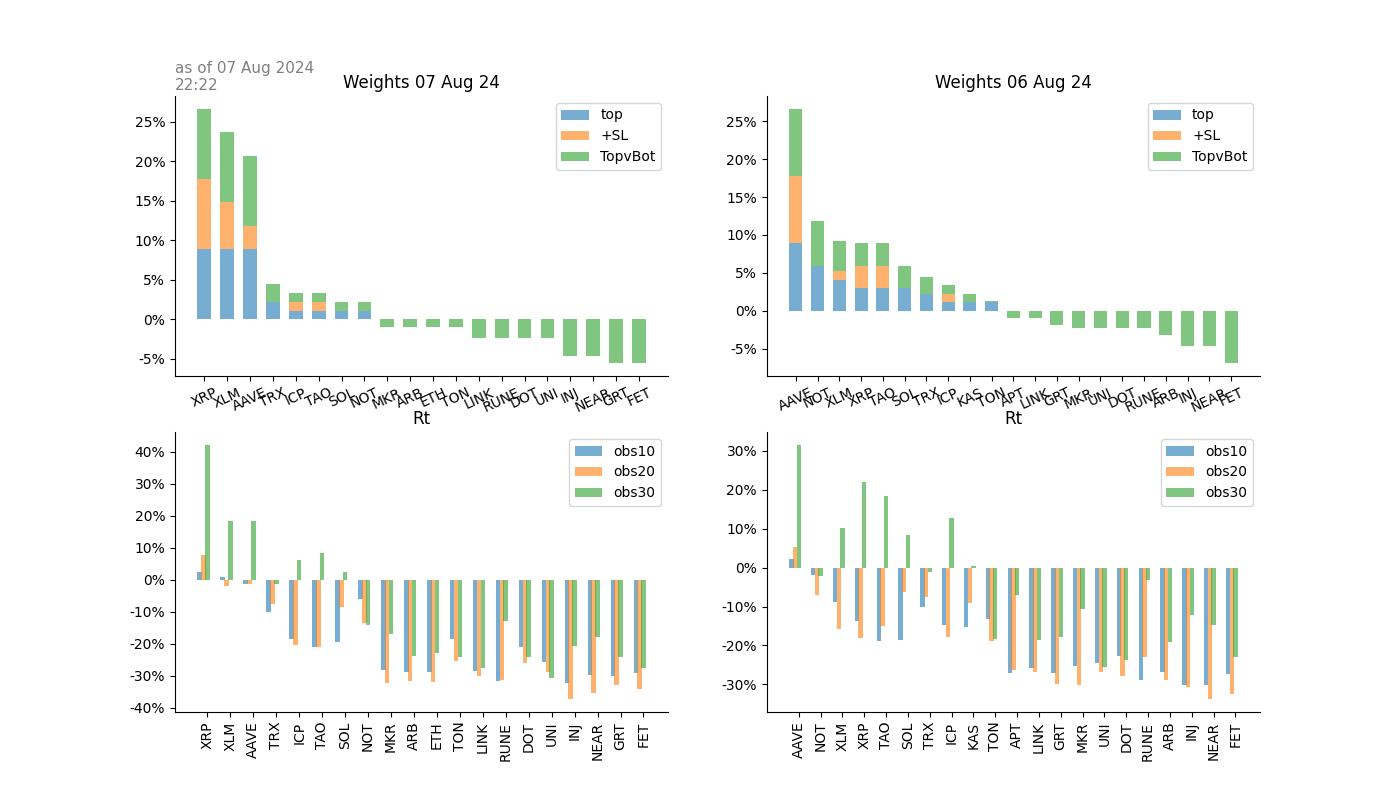 as of 07 Aug 2024
22:22
Weights 07 Aug 24
25%
20%
15%
10%
5%
0%
-5%
top
+SL
TopvBot
XRP XLM AAVE TRX ICP TAO SOL NOT MKR ARB ETH TON LINK RUNE DOT UNI INJ NEAR GRT FET
Weights 06 Aug 24
25%
20%
15%
10%
5%
0%
-5%
top
+SL
TopvBot
AAVE NOT XLM XRP TAO SOL TRX ICP KAS TON APT LINK GRT MKR UNI DOT RUNE ARB INJ NEAR FET
Rt
40%
30%
20%
10%
0%
-10%
-20%
-30%
-40%
obs10
obs20
obs30
XRP XLM AAVE TRX ICP TAO SOL NOT MKR ARB ETH TON LINK RUNE DOT UNI INJ NEAR GRT FET
Rt
30%
20%
10%
0%
-10%
-20%
-30%
obs10
obs20
obs30
AAVE NOT XLM XRP TAO SOL TRX ICP KAS TON APT LINK GRT MKR UNI DOT RUNE ARB INJ NEAR FET